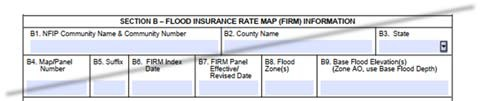 SECTION B – FLOOD INSURANCE RATE MAP (FIRM) INFORMATION
B1. NFIP Community Name & Community Number
B2. County Name
B3. State
B4. Map/Panel Number
B5. Suffix
B6. FIRM Index Date
B7. FIRM Panel Effective/ Revised Date
B8. Flood Zone(s)
B9. Base Flood Elevation(s) (Zone AO, use Base Flood Depth)